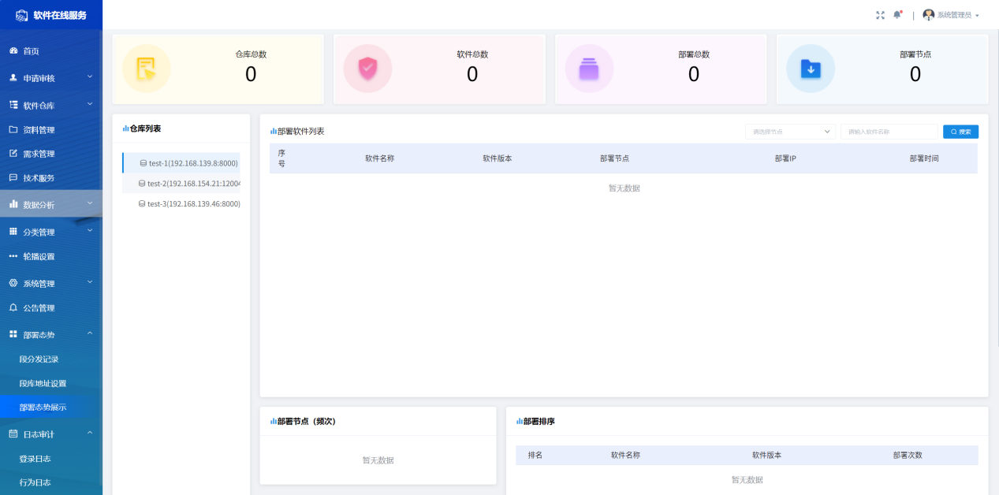 软件在线服务
系统管理员
首页
申请审核
软件仓库
资料管理
需求管理
技术服务
数据分析
分类管理
轮播设置
系统管理
公告管理
部署态势
段分发记录
段库地址设置
部署态势展示
日志审计
登录日志
行为日志
仓库总数
0
软件总数
0
部署总数
0
部署节点
0
仓库列表
test-1(192.168.139.8:8000)
test-2(192.168.154.21:12004
test-3(192.168.139.46:8000)
部署软件列表
请选择节点
请输入软件名称
搜索
序号 软件名称 软件版本 部署节点 部署IP 部署时间
暂无数据
部署节点（频次）
暂无数据
部署排序
排名 软件名称 软件版本 部署次数
暂无数据